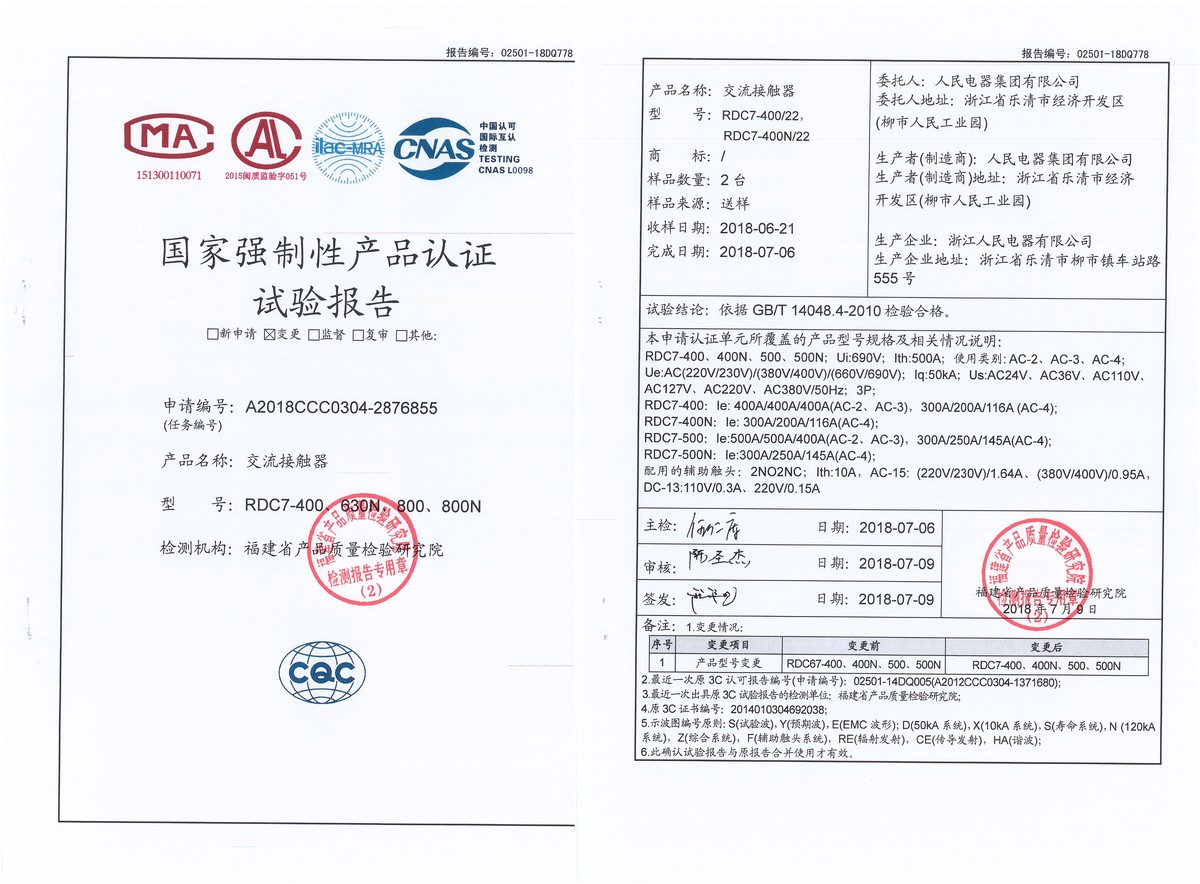 报告编号：02501-18DQ778
MA
151300110071
AL
2015闽质监验字051号
ilac-MRA
CNAS
中国认可
国际互认
检测
TESTING
CNAS L0098
国家强制性产品认证
试验报告
□新申请 ☒变更 □监督 □复审 □其他:
申请编号：A2018CCC0304-2876855
(任务编号)
产品名称：交流接触器
型 号：RDC7-400、630N、800、800N
检测机构：福建省产品质量检验研究院
福建省产品质量检验研究院
检测报告专用章
(2)
CQC
报告编号：02501-18DQ778
产品名称：交流接触器
型 号：RDC7-400/22，
RDC7-400N/22
商 标：/
样品数量：2 台
样品来源：送样
收样日期：2018-06-21
完成日期：2018-07-06
委托人：人民电器集团有限公司
委托人地址：浙江省乐清市经济开发区
(柳市人民工业园)
生产者(制造商)：人民电器集团有限公司
生产者(制造商)地址：浙江省乐清市经济
开发区(柳市人民工业园)
生产企业：浙江人民电器有限公司
生产企业地址：浙江省乐清市柳市镇车站路
555 号
试验结论：依据 GB/T 14048.4-2010 检验合格。
本申请认证单元所覆盖的产品型号规格及相关情况说明：
RDC7-400、400N、500、500N；Ui:690V；Ith:500A；使用类别: AC-2、AC-3、AC-4；
Ue:AC(220V/230V)/(380V/400V)/(660V/690V)；Iq:50kA；Us:AC24V、AC36V、AC110V、
AC127V、AC220V、AC380V/50Hz；3P；
RDC7-400：Ie: 400A/400A/400A(AC-2、AC-3)，300A/200A/116A (AC-4)；
RDC7-400N：Ie: 300A/200A/116A(AC-4)；
RDC7-500：Ie:500A/500A/400A(AC-2、AC-3)，300A/250A/145A(AC-4)；
RDC7-500N：Ie:300A/250A/145A(AC-4)；
配用的辅助触头：2NO2NC；Ith:10A，AC-15: (220V/230V)/1.64A、(380V/400V)/0.95A，
DC-13:110V/0.3A、220V/0.15A
主检： 日期：2018-07-06
审核： 日期：2018-07-09
签发： 日期：2018-07-09
福建省产品质量检验研究院
检测报告专用章
(2)
福建省产品质量检验研究院
2018 年 7 月 9 日
备注：1.变更情况：
序号 变更项目 变更前 变更后
1 产品型号变更 RDC67-400、400N、500、500N RDC7-400、400N、500、500N
2.最近一次原 3C 认可报告编号(申请编号)：02501-14DQ005(A2012CCC0304-1371680)；
3.最近一次出具原 3C 试验报告的检测单位：福建省产品质量检验研究院；
4.原 3C 证书编号：2014010304692038；
5.示波图编号原则: S(试验波)，Y(预期波)，E(EMC 波形)；D(50kA 系统)，X(10kA 系统)，S(寿命系统)，N (120kA
系统)，Z(综合系统)，F(辅助触头系统)，RE(辐射发射)，CE(传导发射)，HA(谐波)；
6.此确认试验报告与原报告合并使用才有效。